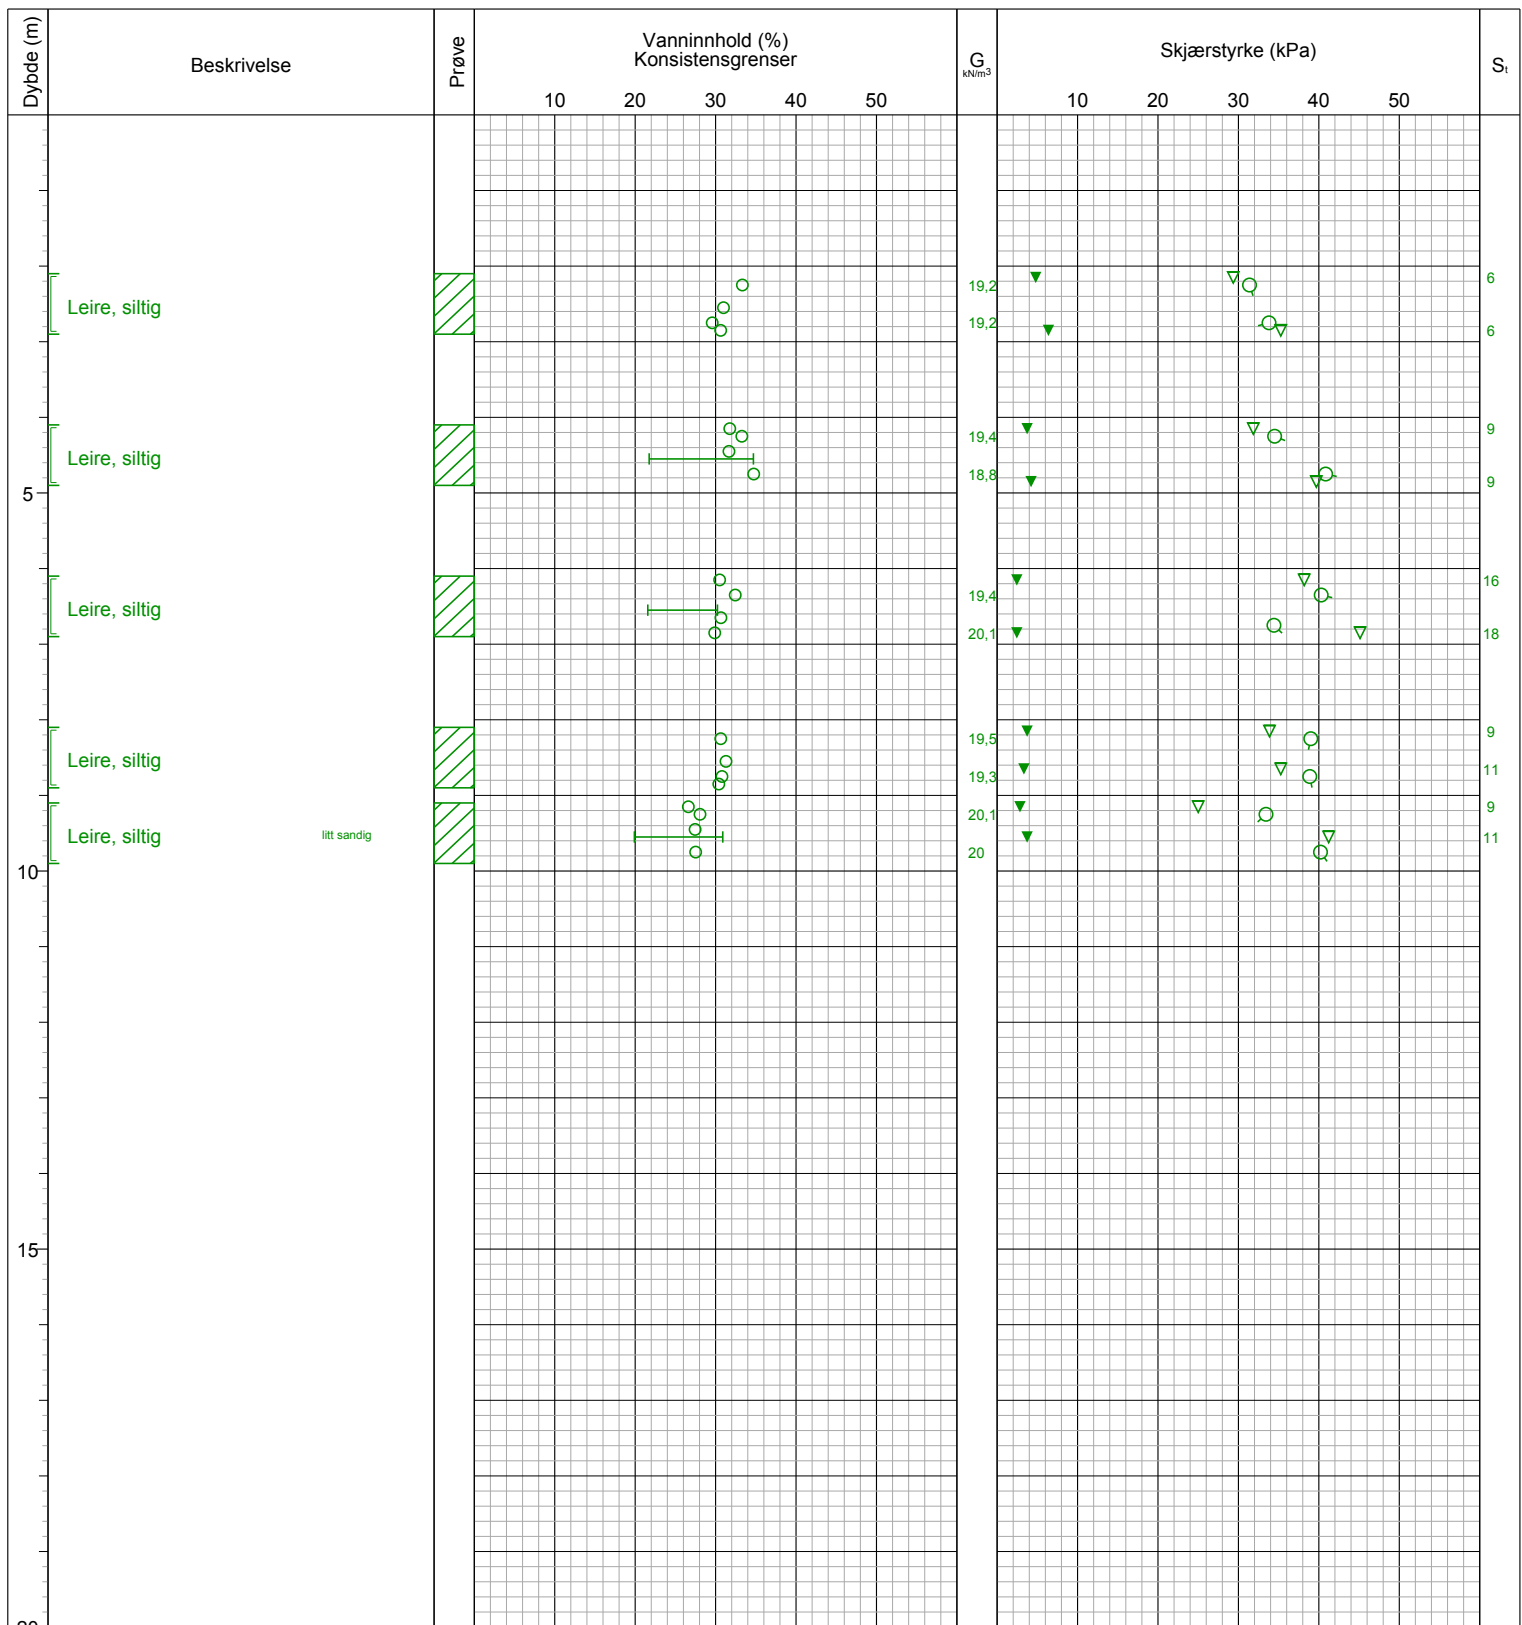 Dybde (m)
Beskrivelse
Prøve
Vanninnhold (%)
Konsistensgrenser
10 20 30 40 50
G
kN/m3
Skjærstyrke (kPa)
10 20 30 40 50
St
Leire, siltig
19,2
6
19,2
6
Leire, siltig
19,4
9
18,8
9
5
Leire, siltig
19,4
16
20,1
18
Leire, siltig
19,5
9
19,3
11
Leire, siltig
litt sandig
20,1
9
20
11
10
15